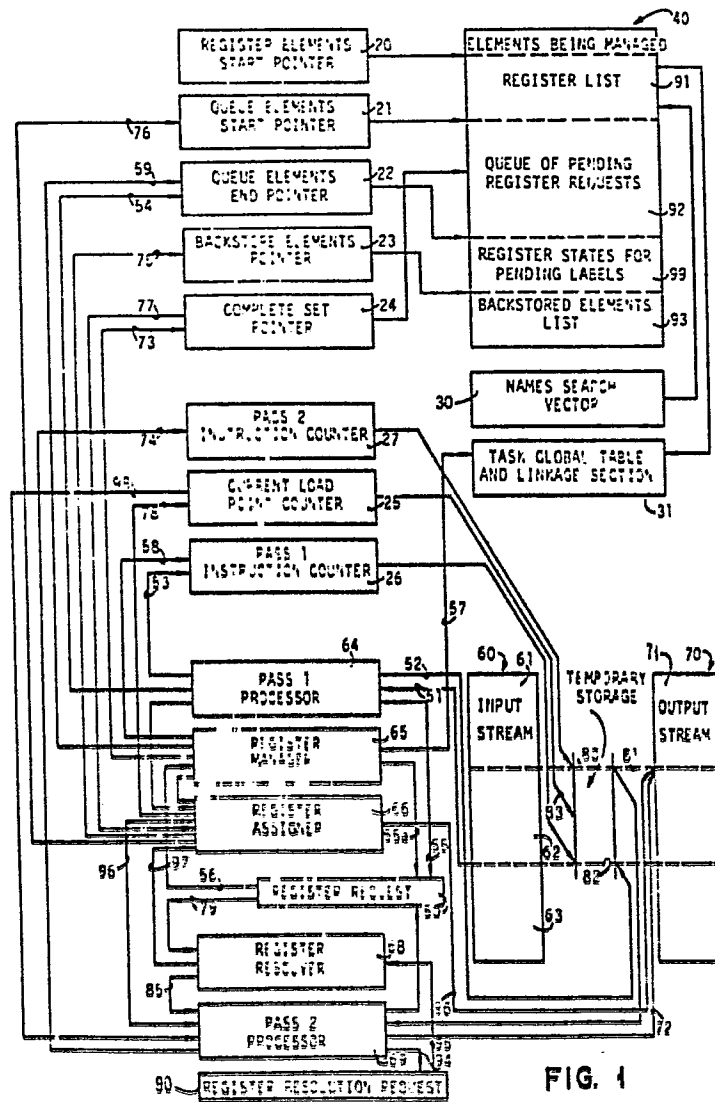 40
REGISTER ELEMENTS
START POINTER
20
ELEMENTS BEING MANAGED
REGISTER LIST
91
QUEUE ELEMENTS
START POINTER
21
76
QUEUE OF PENDING
REGISTER REQUESTS
92
59
54
QUEUE ELEMENTS
END POINTER
22
BACKSTORE ELEMENTS
POINTER
23
REGISTER STATES FOR
PENDING LABELS
99
77
73
COMPLETE SET
POINTER
24
BACKSTORED ELEMENTS
LIST
93
30
NAMES SEARCH
VECTOR
PASS 2
INSTRUCTION COUNTER
27
74
TASK GLOBAL TABLE
AND LINKAGE SECTION
31
CURRENT LOAD
POINT COUNTER
25
78
58
53
PASS 1
INSTRUCTION COUNTER
26
57
64
PASS 1
PROCESSOR
52
51
60
61
INPUT
STREAM
TEMPORARY
STORAGE
71
70
OUTPUT
STREAM
65
REGISTER
MANAGER
80
81
83
66
REGISTER
ASSIGNER
55a
55
62
82
96
97
56
79
REGISTER REQUEST
63
REGISTER
RESOLVER
68
85
72
PASS 2
PROCESSOR
69
95
94
90
REGISTER RESOLUTION REQUEST
FIG. 1